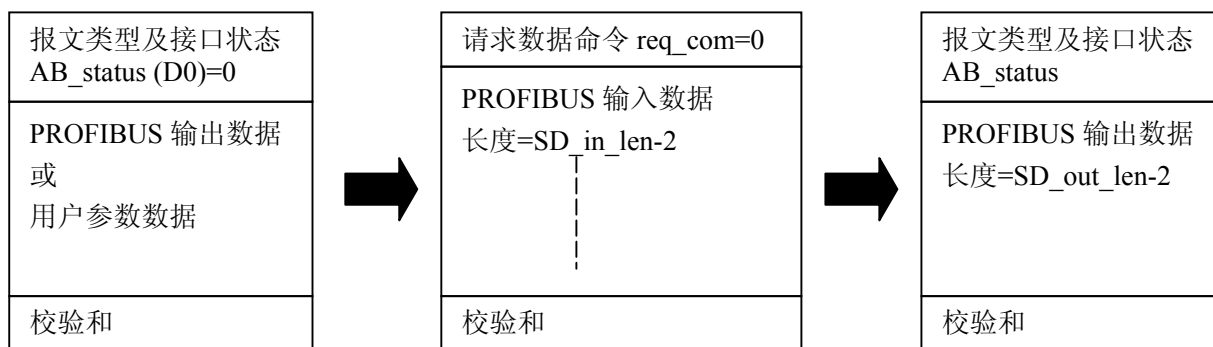 报文类型及接口状态
AB_status (D0)=0
PROFIBUS 输出数据
或
用户参数数据
校验和
请求数据命令 req_com=0
PROFIBUS 输入数据
长度=SD_in_len-2
校验和
报文类型及接口状态
AB_status
PROFIBUS 输出数据
长度=SD_out_len-2
校验和